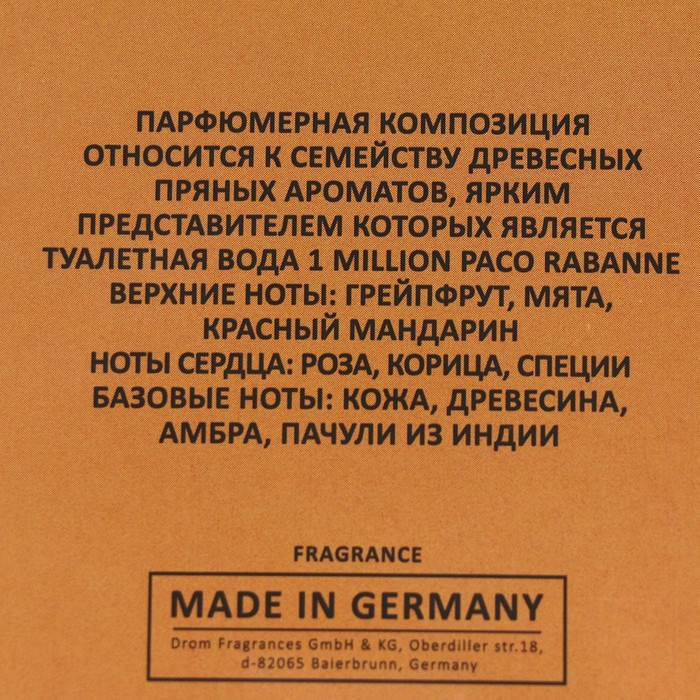 ПАРФЮМЕРНАЯ КОМПОЗИЦИЯ
ОТНОСИТСЯ К СЕМЕЙСТВУ ДРЕВЕСНЫХ
ПРЯНЫХ АРОМАТОВ, ЯРКИМ
ПРЕДСТАВИТЕЛЕМ КОТОРЫХ ЯВЛЯЕТСЯ
ТУАЛЕТНАЯ ВОДА 1 MILLION PACO RABANNE
ВЕРХНИЕ НОТЫ: ГРЕЙПФРУТ, МЯТА,
КРАСНЫЙ МАНДАРИН
НОТЫ СЕРДЦА: РОЗА, КОРИЦА, СПЕЦИИ
БАЗОВЫЕ НОТЫ: КОЖА, ДРЕВЕСИНА,
АМБРА, ПАЧУЛИ ИЗ ИНДИИ
FRAGRANCE
MADE IN GERMANY
Drom Fragrances GmbH & KG, Oberdiller str.18,
d-82065 Baierbrunn, Germany